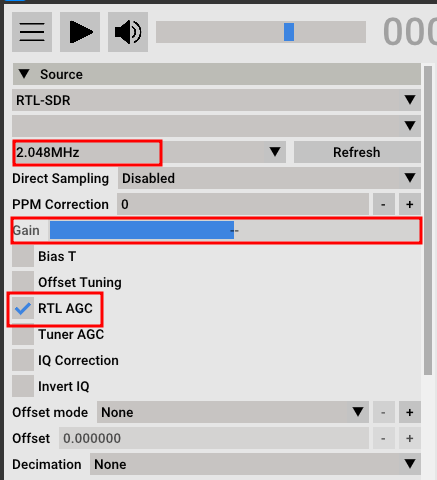 000
Source
RTL-SDR
2.048MHz Refresh
Direct Sampling Disabled
PPM Correction 0 - +
Gain --
Bias T
Offset Tuning
RTL AGC
Tuner AGC
IQ Correction
Invert IQ
Offset mode None - +
Offset 0.000000 - +
Decimation None